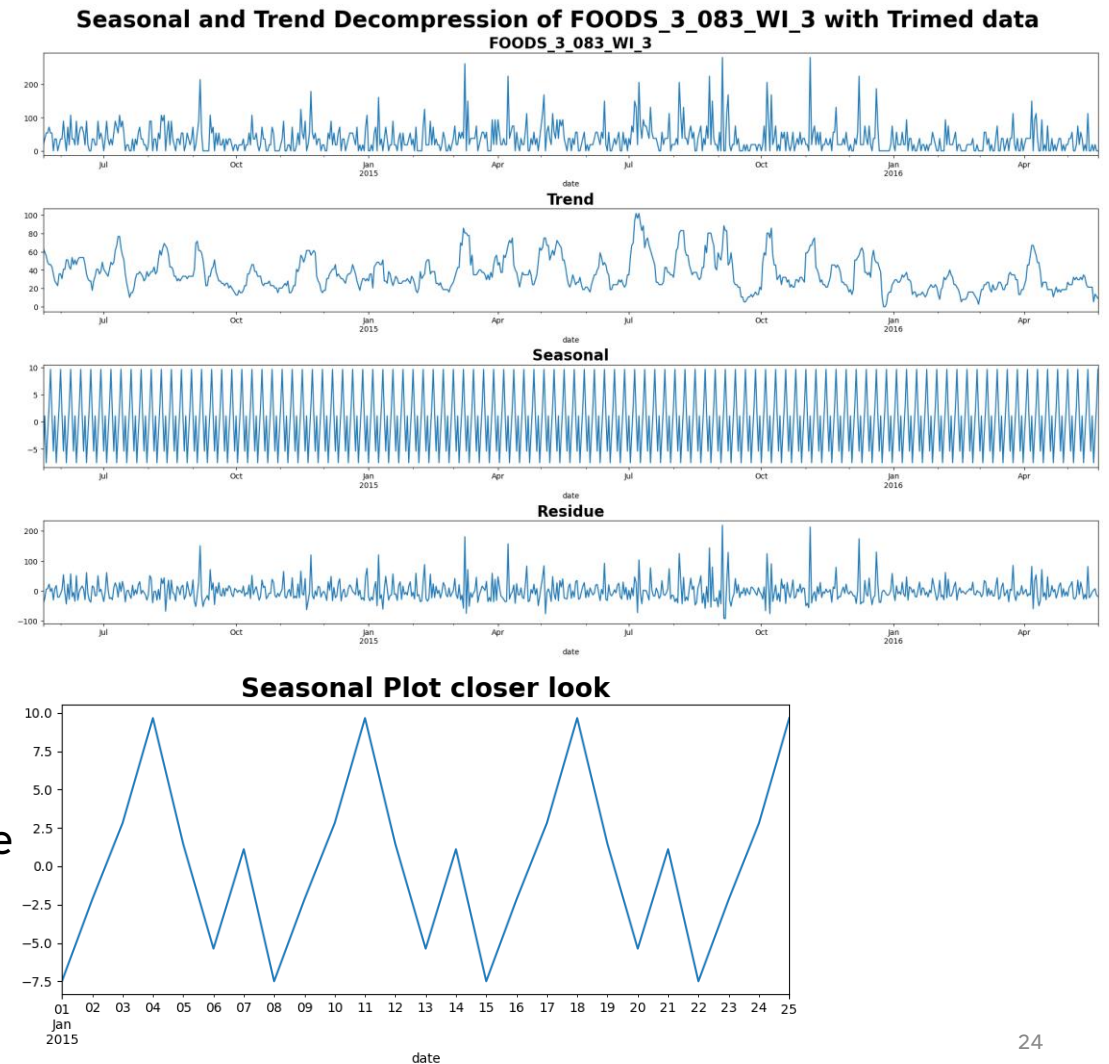 Seasonal and Trend Decompression of FOODS_3_083_WI_3 with Trimed data
FOODS_3_083_WI_3
200
100
0
Jul Oct Jan Apr Jul Oct Jan Apr
2015 2016
date
Trend
100
80
60
40
20
0
Jul Oct Jan Apr Jul Oct Jan Apr
2015 2016
date
Seasonal
10
5
0
−5
Jul Oct Jan Apr Jul Oct Jan Apr
2015 2016
date
Residue
200
100
0
−100
Jul Oct Jan Apr Jul Oct Jan Apr
2015 2016
date
Seasonal Plot closer look
10.0
7.5
5.0
2.5
e
0.0
−2.5
−5.0
−7.5
01 02 03 04 05 06 07 08 09 10 11 12 13 14 15 16 17 18 19 20 21 22 23 24 25
Jan
2015
date
24